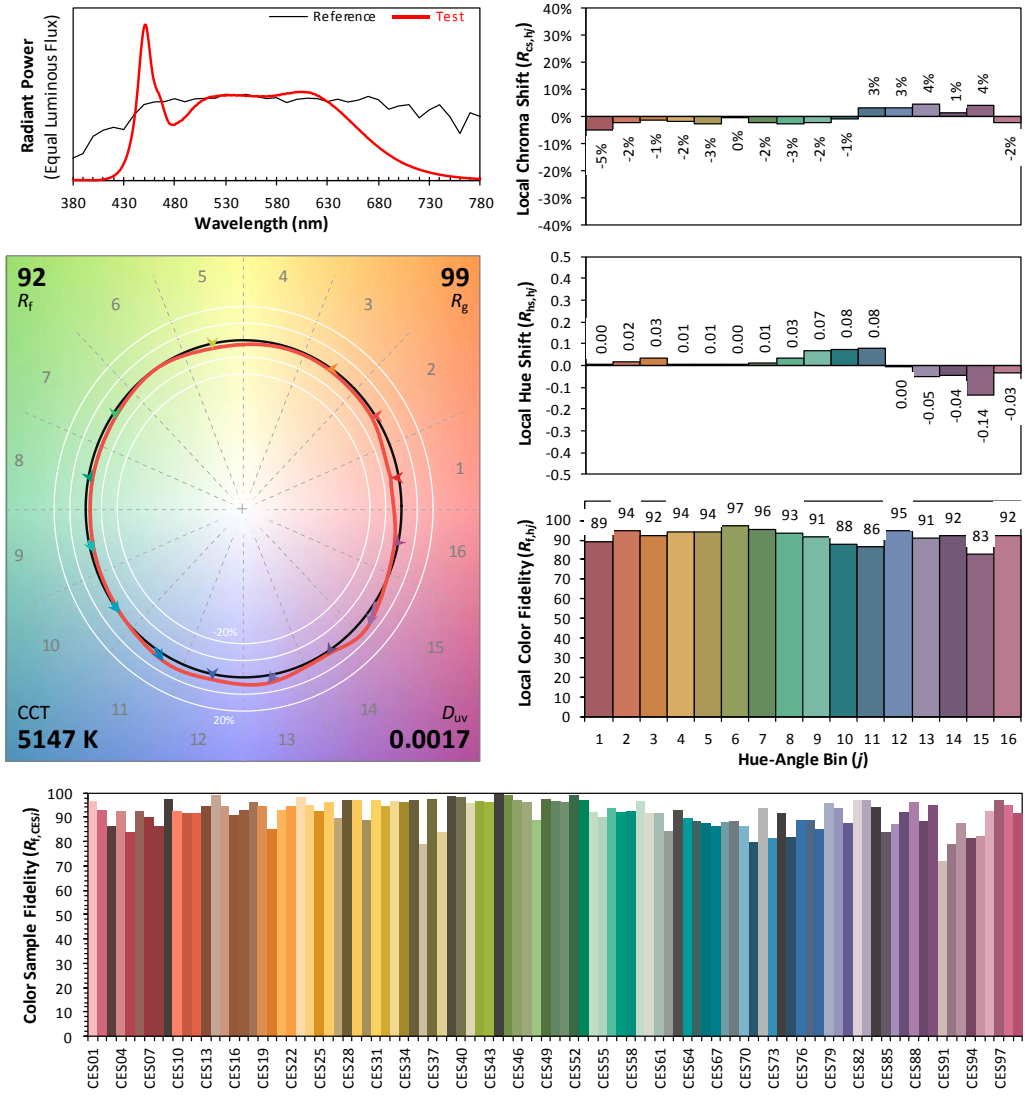 Reference
Test
Radiant Power
(Equal Luminous Flux)
380 430 480 530 580 630 680 730 780
Wavelength (nm)
Local Chroma Shift (Rcs,hj)
40%
30%
20%
10%
0%
-10%
-20%
-30%
-40%
-5% -2% -1% -2% -3% 0% -2% -3% -2% -1% 3% 3% 4% 1% 4% -2%
92
Rf
99
Rg
5 4
6 3
7 2
8 1
9 16
10 15
11 14
12 13
-20%
20%
CCT
5147 K
Duv
0.0017
Local Hue Shift (Rhs,hj)
0.5
0.4
0.3
0.2
0.1
0.0
-0.1
-0.2
-0.3
-0.4
-0.5
0.00 0.02 0.03 0.01 0.01 0.00 0.01 0.03 0.07 0.08 0.08 0.00 -0.05 -0.04 -0.14 -0.03
Local Color Fidelity (Rf,hj)
100
90
80
70
60
50
40
30
20
10
0
89 94 92 94 94 97 96 93 91 88 86 95 91 92 83 92
1 2 3 4 5 6 7 8 9 10 11 12 13 14 15 16
Hue-Angle Bin (j)
Color Sample Fidelity (Rf,CESi)
100
90
80
70
60
50
40
30
20
10
0
CES01 CES04 CES07 CES10 CES13 CES16 CES19 CES22 CES25 CES28 CES31 CES34 CES37 CES40 CES43 CES46 CES49 CES52 CES55 CES58 CES61 CES64 CES67 CES70 CES73 CES76 CES79 CES82 CES85 CES88 CES91 CES94 CES97